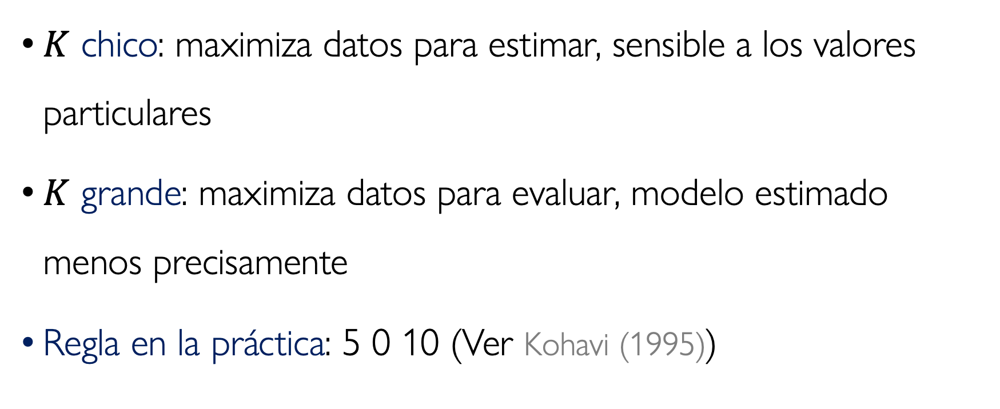 • K chico: maximiza datos para estimar, sensible a los valores
particulares
• K grande: maximiza datos para evaluar, modelo estimado
menos precisamente
• Regla en la práctica: 5 0 10 (Ver Kohavi (1995))